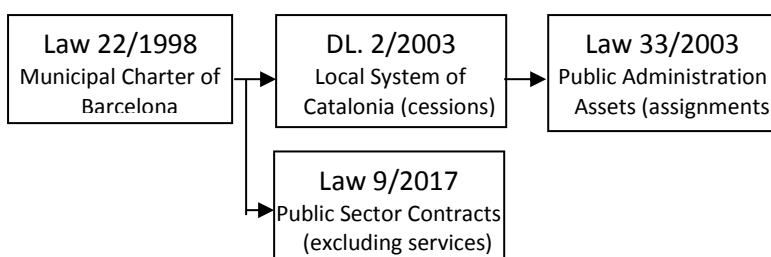 Law 22/1998
Municipal Charter of
Barcelona
DL. 2/2003
Local System of
Catalonia (cessions)
Law 33/2003
Public Administration
Assets (assignments
Law 9/2017
Public Sector Contracts
(excluding services)